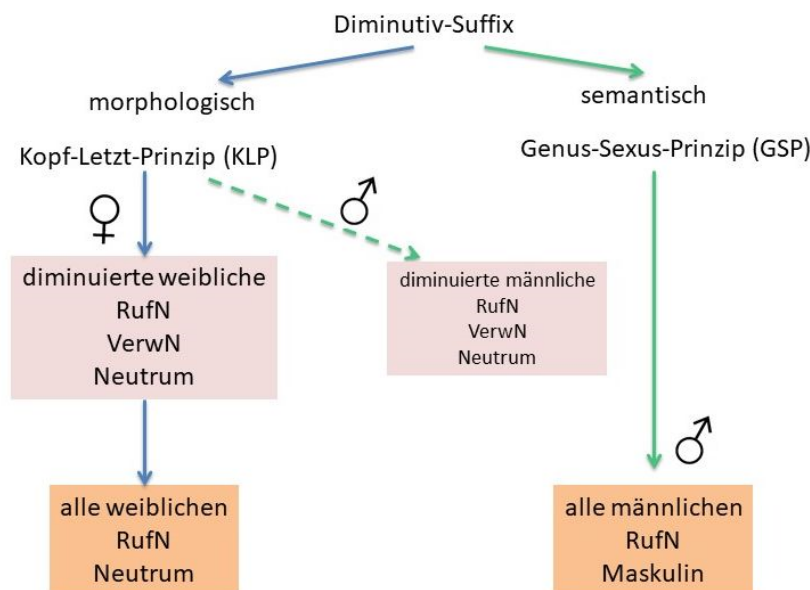 Diminutiv-Suffix
morphologisch
semantisch
Kopf-Letzt-Prinzip (KLP)
Genus-Sexus-Prinzip (GSP)
diminuierte weibliche
RufN
VerwN
Neutrum
diminuierte männliche
RufN
VerwN
Neutrum
alle weiblichen
RufN
Neutrum
alle männlichen
RufN
Maskulin